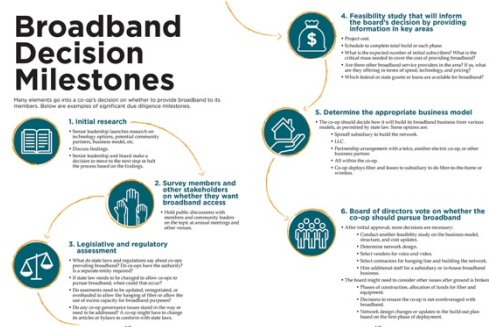 Broadband
Decision
Milestones
Many elements go into a co-op's decision on whether to provide broadband to its
members. Below are examples of significant due diligence milestones.
1. Initial research
• Senior leadership launches research on
technology options, potential community
partners, business model, etc.
• Discuss findings.
• Senior leadership and board make a
decision to move to the next step or halt
the process based on the findings.
2. Survey members and
other stakeholders
on whether they want
broadband access
• Hold public discussions with
members and community leaders
on the topic at annual meetings and
other venues.
3. Legislative and regulatory
assessment
• What do state laws and regulations say about co-ops
providing broadband? Do co-ops have the authority?
Is a separate entity required?
• If state law needs to be changed to allow co-ops to
pursue broadband, when could that occur?
• Do easements need to be updated, renegotiated, or
overhauled to allow the hanging of fiber or allow the
use of excess capacity for broadband purposes?
• Do any co-op governance issues stand in the way or
need to be addressed? A co-op might have to change
its articles or bylaws to conform with state laws.
4. Feasibility study that will inform
the board's decision by providing
information in key areas
• Project cost.
• Schedule to complete total build or each phase.
• What is the expected number of initial subscribers? What is the
critical mass needed to cover the cost of providing broadband?
• Are there other broadband service providers in the area? If so, what
are they offering in terms of speed, technology, and pricing?
• Which federal or state grants or loans are available for broadband?
5. Determine the appropriate business model
• The co-op should decide how it will build its broadband business from various
models, as permitted by state law. Some options are:
• Spinoff subsidiary to build the network.
• LLC.
• Partnership arrangement with a telco, another electric co-op, or other
business partner.
• All within the co-op.
• Co-op deploys fiber and leases to subsidiary to do fiber-to-the-home or
wireless.
6. Board of directors vote on whether the
co-op should pursue broadband
• After initial approval, more decisions are necessary:
• Conduct another feasibility study on the business model,
structure, and cost updates.
• Determine network design.
• Select vendors for voice and video.
• Select contractors for hanging line and building the network.
• Hire additional staff for a subsidiary or in-house broadband
business.
• The board might need to consider other issues after ground is broken:
• Phases of construction, allocation of funds for fiber and
equipment.
• Decisions to ensure the co-op is not overleveraged with
broadband.
• Network design changes or updates to the build-out plan
based on the first phase of deployment.